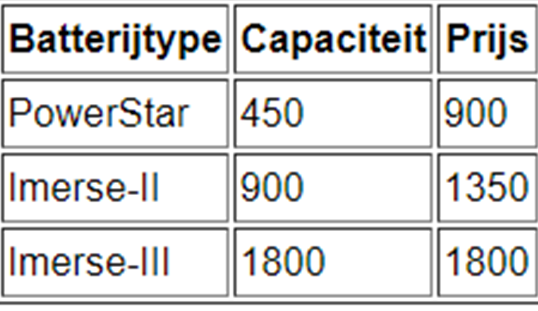 Batterijtype Capaciteit Prijs
PowerStar 450 900
Imerse-II 900 1350
Imerse-III 1800 1800